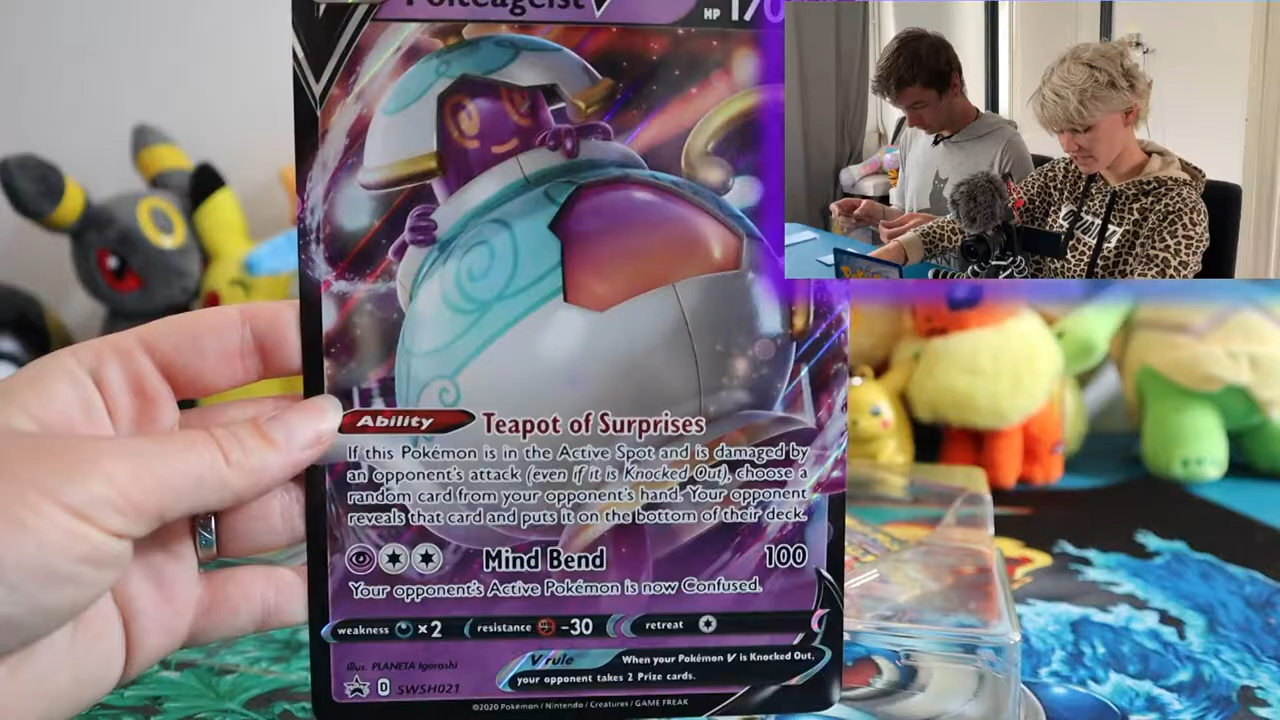 Polteageist V HP 170
Ability Teapot of Surprises
If this Pokémon is in the Active Spot and is damaged by
an opponent's attack (even if it is Knocked Out), choose a
random card from your opponent's hand. Your opponent
reveals that card and puts it on the bottom of their deck.
Mind Bend 100
Your opponent's Active Pokémon is now Confused.
weakness ×2 resistance -30 retreat
V rule When your Pokémon V is Knocked Out,
your opponent takes 2 Prize cards.
Illus. PLANETA Igarashi
D SWSH021
©2020 Pokémon / Nintendo / Creatures / GAME FREAK
Pokémon